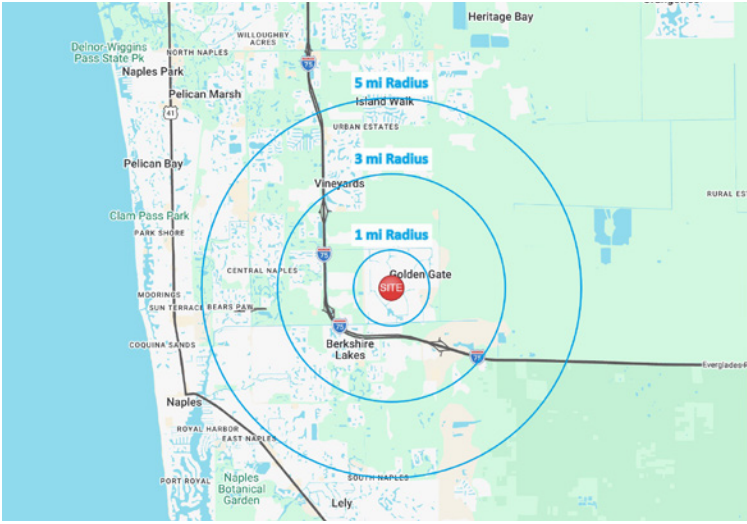 Heritage Bay
WILLOUGHBY
ACRES
Delnor-Wiggins
Pass State Pk
NORTH NAPLES
75
Naples Park
5 mi Radius
Pelican Marsh
Island Walk
41
URBAN ESTATES
3 mi Radius
Pelican Bay
Vineyards
RURAL EST
Clam Pass Park
PARK SHORE
1 mi Radius
75
CENTRAL NAPLES
Golden Gate
SITE
MOORINGS
SUN TERRACE
BEARS PAW
75
COQUINA SANDS
Berkshire
Lakes
Everglades
Naples
ROYAL HARBOR
EAST NAPLES
PORT ROYAL
Naples
Botanical
Garden
SOUTH NAPLES
Lely